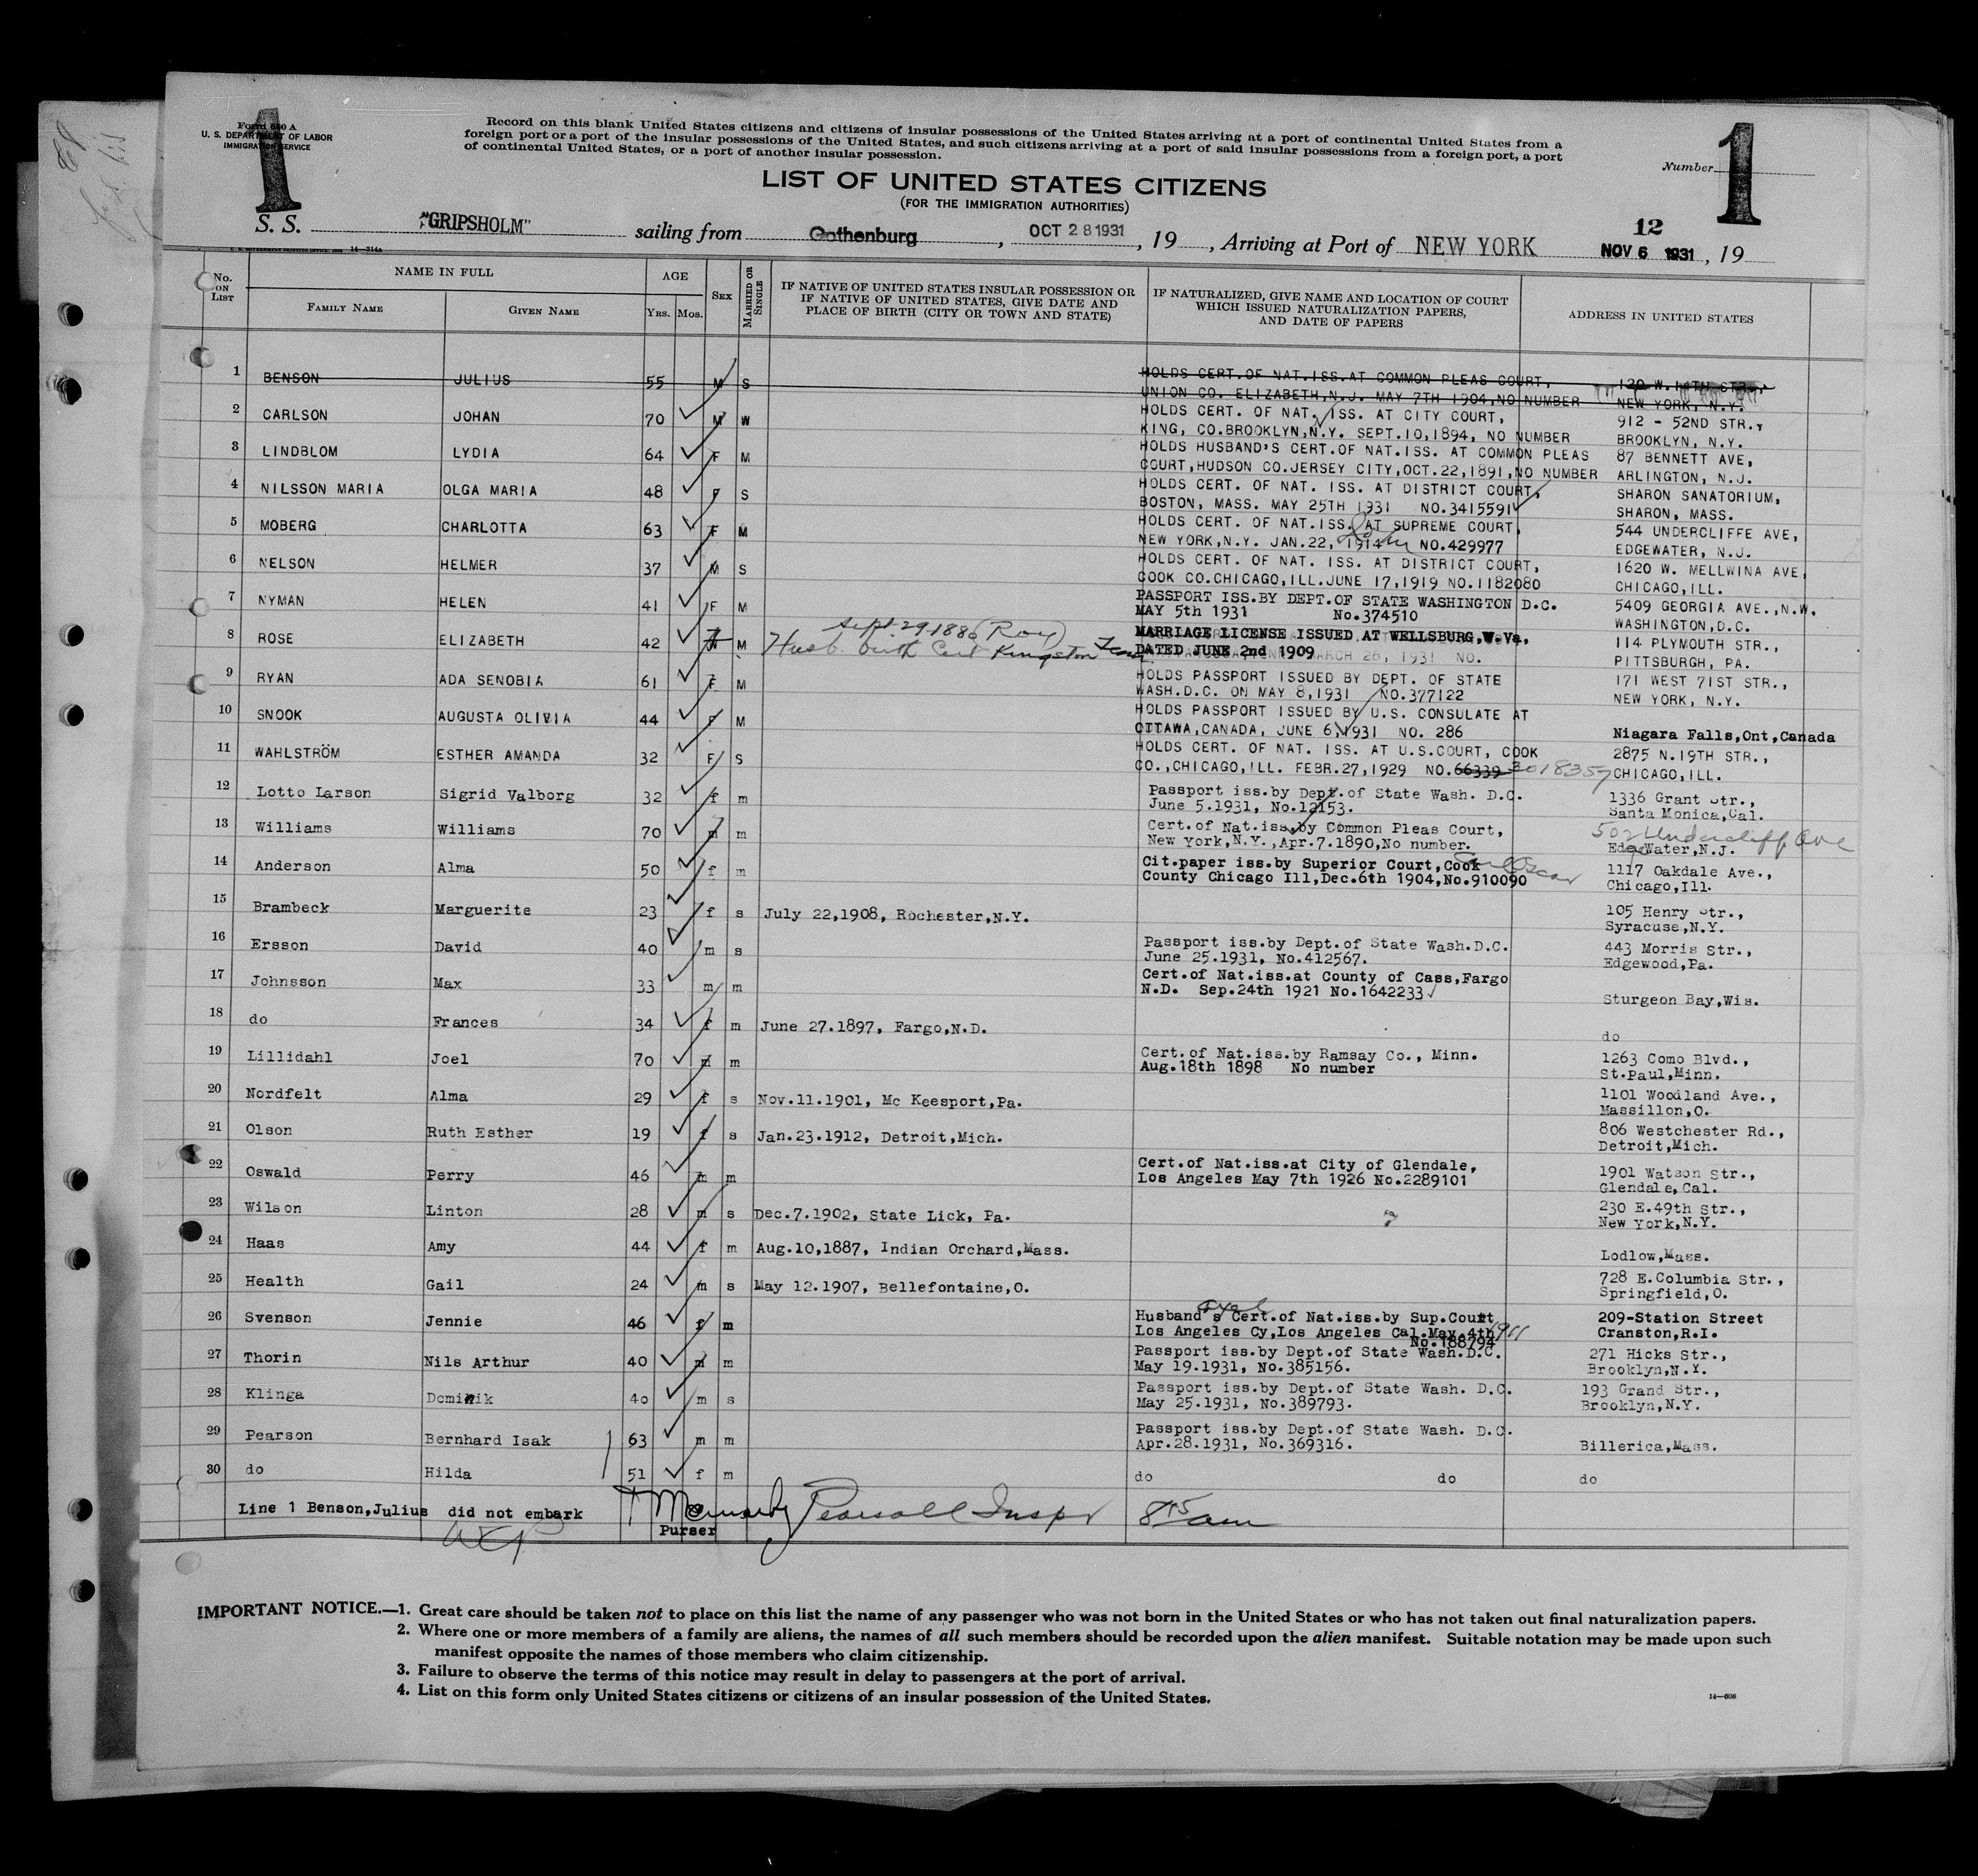 1
Form 630 A
U. S. DEPARTMENT OF LABOR
IMMIGRATION SERVICE
Record on this blank United States citizens and citizens of insular possessions of the United States arriving at a port of continental United States from a
foreign port or a port of the insular possessions of the United States, and such citizens arriving at a port of said insular possessions from a foreign port, a port
of continental United States, or a port of another insular possession.
Number 1
LIST OF UNITED STATES CITIZENS
(FOR THE IMMIGRATION AUTHORITIES)
S. S. "GRIPSHOLM" sailing from Gothenburg, OCT 28 1931, 19 , Arriving at Port of NEW YORK 12 NOV 6 1931, 19
14-214a
No. ON LIST NAME IN FULL AGE SEX MARRIED OR SINGLE IF NATIVE OF UNITED STATES INSULAR POSSESSION OR IF NATIVE OF UNITED STATES, GIVE DATE AND PLACE OF BIRTH (CITY OR TOWN AND STATE) IF NATURALIZED, GIVE NAME AND LOCATION OF COURT WHICH ISSUED NATURALIZATION PAPERS, AND DATE OF PAPERS ADDRESS IN UNITED STATES
FAMILY NAME GIVEN NAME YRS. MOS.
1 BENSON JULIUS 55 M S HOLDS CERT.OF NAT.ISS.AT COMMON PLEAS COURT, 120 W.14TH STR.,
UNION CO. ELIZABETH,N.J. MAY 7TH 1904,NO NUMBER NEW YORK, N.Y.
2 CARLSON JOHAN 70 M W HOLDS CERT. OF NAT. ISS. AT CITY COURT, 912 - 52ND STR.,
KING, CO.BROOKLYN,N.Y. SEPT.10,1894, NO NUMBER BROOKLYN, N.Y.
3 LINDBLOM LYDIA 64 F M HOLDS HUSBAND'S CERT.OF NAT.ISS. AT COMMON PLEAS 87 BENNETT AVE,
COURT,HUDSON CO.JERSEY CITY,OCT.22,1891,NO NUMBER ARLINGTON, N.J.
4 NILSSON MARIA OLGA MARIA 48 F S HOLDS CERT. OF NAT. ISS. AT DISTRICT COURT, SHARON SANATORIUM,
BOSTON, MASS. MAY 25TH 1931 NO.3415591 SHARON, MASS.
5 MOBERG CHARLOTTA 63 F M HOLDS CERT. OF NAT.ISS. AT SUPREME COURT, 544 UNDERCLIFFE AVE,
NEW YORK,N.Y. JAN.22, 1914 NO.429977 EDGEWATER, N.J.
6 NELSON HELMER 37 M S HOLDS CERT. OF NAT. ISS. AT DISTRICT COURT, 1620 W. MELLWINA AVE,
COOK CO.CHICAGO,ILL.JUNE 17,1919 NO.1182080 CHICAGO,ILL.
7 NYMAN HELEN 41 F M PASSPORT ISS.BY DEPT.OF STATE WASHINGTON D.C. 5409 GEORGIA AVE.,N.W.
MAY 5th 1931 No.374510 WASHINGTON,D.C.
8 ROSE ELIZABETH 42 M Sept 29.1886 (Roy) MARRIAGE LICENSE ISSUED AT WELLSBURG,W.Va, 114 PLYMOUTH STR.,
Husb. birth Cert Kingston Tenn DATED JUNE 2nd 1909 PITTSBURGH, PA.
9 RYAN ADA SENOBIA 61 F M HOLDS PASSPORT ISSUED BY DEPT. OF STATE 171 WEST 71ST STR.,
WASH.D.C. ON MAY 8,1931 NO.377122 NEW YORK, N.Y.
10 SNOOK AUGUSTA OLIVIA 44 F M HOLDS PASSPORT ISSUED BY U.S. CONSULATE AT
OTTAWA,CANADA, JUNE 6,1931 NO. 286 Niagara Falls,Ont,Canada
11 WAHLSTRÖM ESTHER AMANDA 32 F S HOLDS CERT. OF NAT. ISS. AT U.S.COURT, COOK 2875 N.19TH STR.,
CO.,CHICAGO,ILL. FEBR.27,1929 NO.66339 3018357 CHICAGO,ILL.
12 Lotto Larson Sigrid Valborg 32 f m Passport iss.by Dept.of State Wash. D.C. 1336 Grant Str.,
June 5.1931, No.12153. Santa Monica,Cal.
13 Williams Williams 70 m m Cert.of Nat.iss.by Common Pleas Court, 502 Undercliff Ave
New York,N.Y.,Apr.7.1890,No number. EdgeWater,N.J.
14 Anderson Alma 50 f m Cit.paper iss.by Superior Court,Cook Oscar 1117 Oakdale Ave.,
County Chicago Ill,Dec.6th 1904,No.910090 Chicago,Ill.
15 Brambeck Marguerite 23 f s July 22,1908, Rochester,N.Y. 105 Henry Str.,
Syracuse,N.Y.
16 Ersson David 40 m s Passport iss.by Dept.of State Wash.D.C. 443 Morris Str.,
June 25.1931, No.412567. Edgewood,Pa.
17 Johnsson Max 33 m m Cert.of Nat.iss.at County of Cass,Fargo
N.D. Sep.24th 1921 No.1642233 Sturgeon Bay,Wis.
18 do Frances 34 f m June 27.1897, Fargo,N.D. do
19 Lillidahl Joel 70 m m Cert.of Nat.iss.by Ramsay Co., Minn. 1263 Como Blvd.,
Aug.18th 1898 No number St.Paul,Minn.
20 Nordfelt Alma 29 f s Nov.11.1901, Mc Keesport,Pa. 1101 Woodland Ave.,
Massillon,O.
21 Olson Ruth Esther 19 f s Jan.23.1912, Detroit,Mich. 806 Westchester Rd.,
Detroit,Mich.
22 Oswald Perry 46 m m Cert.of Nat.iss.at City of Glendale, 1901 Watson Str.,
Los Angeles May 7th 1926 No.2289101 Glendale,Cal.
23 Wilson Linton 28 m s Dec.7.1902, State Lick, Pa. 230 E.49th Str.,
New York,N.Y.
24 Haas Amy 44 f m Aug.10,1887, Indian Orchard,Mass. Lodlow,Mass.
25 Health Gail 24 m s May 12.1907, Bellefontaine,O. 728 E.Columbia Str.,
Springfield,O.
26 Svenson Jennie 46 f m Husband's Axel Cert.of Nat.iss.by Sup.Court 209-Station Street
Los Angeles Cy,Los Angeles Cal.May.4th 1911 Cranston,R.I.
No.188794
27 Thorin Nils Arthur 40 m m Passport iss.by Dept.of State Wash.D.C. 271 Hicks Str.,
May 19.1931, No.385156. Brooklyn,N.Y.
28 Klinga Dominik 40 m s Passport iss.by Dept.of State Wash. D.C. 193 Grand Str.,
May 25.1931, No.389793. Brooklyn,N.Y.
29 Pearson Bernhard Isak 63 m m Passport iss.by Dept.of State Wash. D.C.
Apr.28.1931, No.369316. Billerica,Mass.
30 do Hilda 51 f m do do do
Line 1 Benson,Julius did not embark Pearsall Inspr 8 15 am
Purser
IMPORTANT NOTICE.—1. Great care should be taken not to place on this list the name of any passenger who was not born in the United States or who has not taken out final naturalization papers.
2. Where one or more members of a family are aliens, the names of all such members should be recorded upon the alien manifest. Suitable notation may be made upon such
manifest opposite the names of those members who claim citizenship.
3. Failure to observe the terms of this notice may result in delay to passengers at the port of arrival.
4. List on this form only United States citizens or citizens of an insular possession of the United States.
14—608